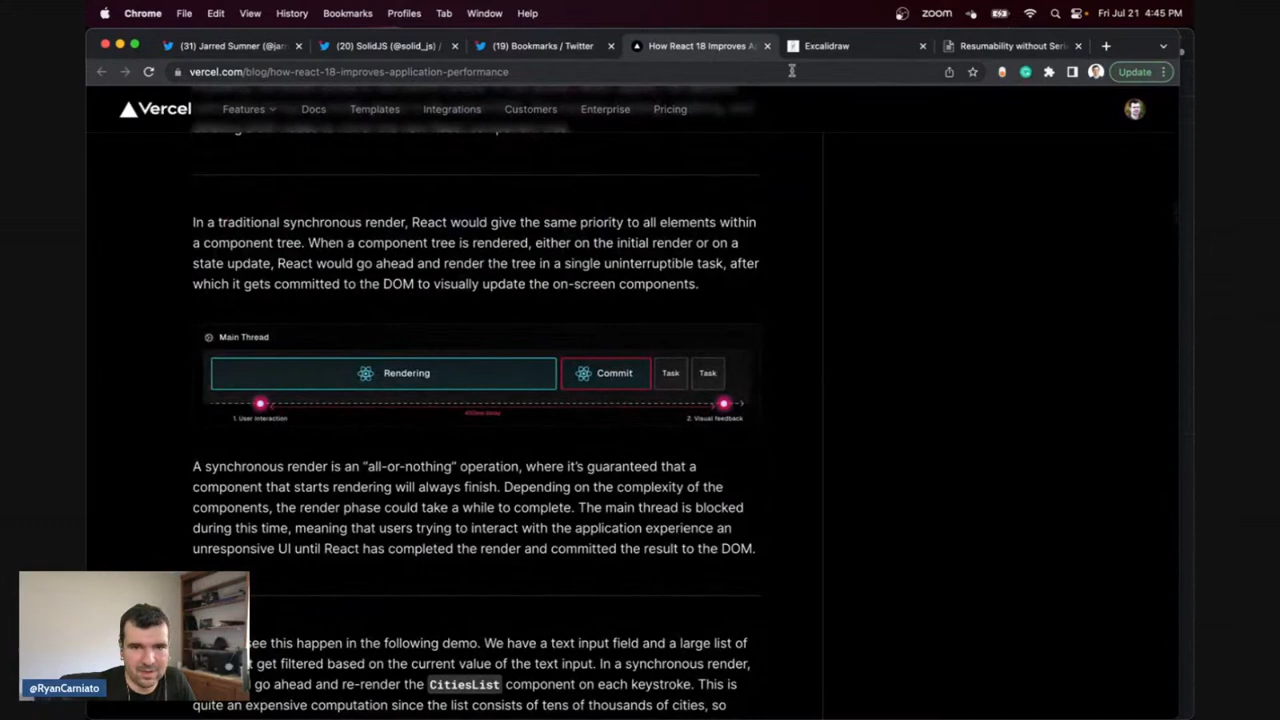 Chrome File Edit View History Bookmarks Profiles Tab Window Help zoom Fri Jul 21 4:45 PM
(31) Jarred Sumner (@jarr
(20) SolidJS (@solid_js) /
(19) Bookmarks / Twitter
How React 18 Improves A
Excalidraw
Resumability without Seri
vercel.com/blog/how-react-18-improves-application-performance
Update
Vercel Features Docs Templates Integrations Customers Enterprise Pricing
In a traditional synchronous render, React would give the same priority to all elements within
a component tree. When a component tree is rendered, either on the initial render or on a
state update, React would go ahead and render the tree in a single uninterruptible task, after
which it gets committed to the DOM to visually update the on-screen components.
Main Thread
Rendering Commit Task Task
400ms delay
1. User interaction 2. Visual feedback
A synchronous render is an “all-or-nothing” operation, where it’s guaranteed that a
component that starts rendering will always finish. Depending on the complexity of the
components, the render phase could take a while to complete. The main thread is blocked
during this time, meaning that users trying to interact with the application experience an
unresponsive UI until React has completed the render and committed the result to the DOM.
see this happen in the following demo. We have a text input field and a large list of
get filtered based on the current value of the text input. In a synchronous render,
go ahead and re-render the CitiesList component on each keystroke. This is
quite an expensive computation since the list consists of tens of thousands of cities, so
@RyanCarniato